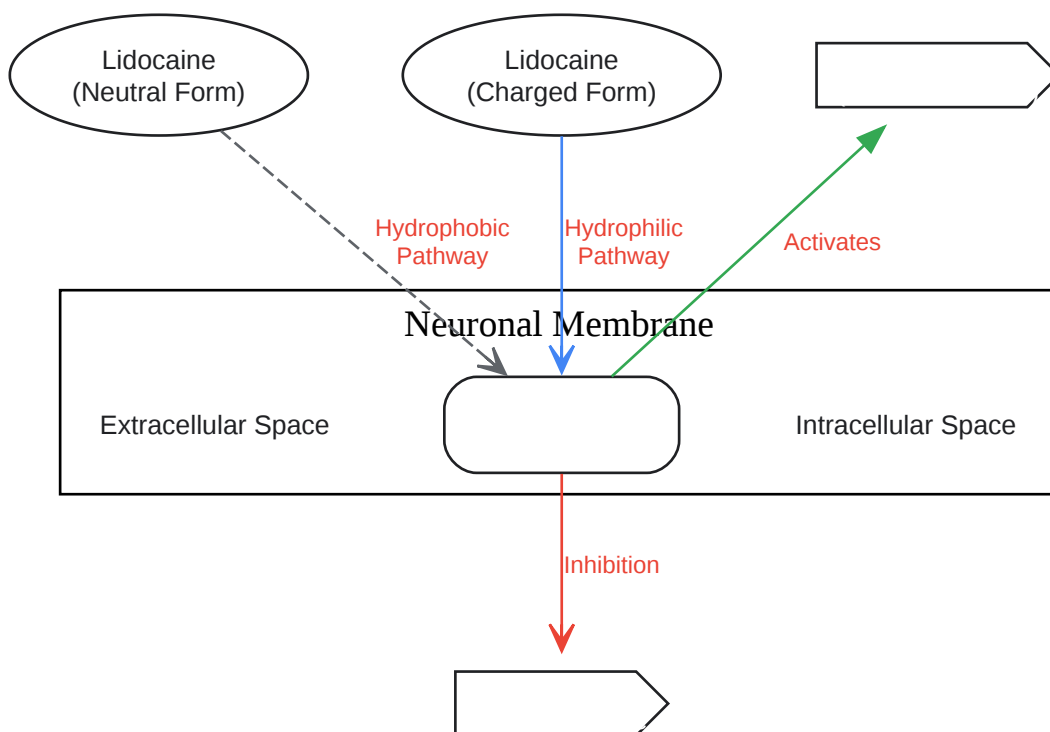 Lidocaine
(Neutral Form)
Lidocaine
(Charged Form)
Hydrophobic
Pathway
Hydrophilic
Pathway
Activates
Neuronal Membrane
Extracellular Space
Intracellular Space
Inhibition